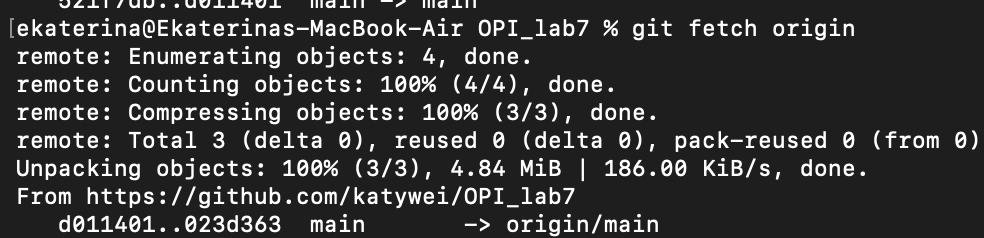 521f7db..d011401  main -> main
[ekaterina@Ekaterinas-MacBook-Air OPI_lab7 % git fetch origin
remote: Enumerating objects: 4, done.
remote: Counting objects: 100% (4/4), done.
remote: Compressing objects: 100% (3/3), done.
remote: Total 3 (delta 0), reused 0 (delta 0), pack-reused 0 (from 0)
Unpacking objects: 100% (3/3), 4.84 MiB | 186.00 KiB/s, done.
From https://github.com/katywei/OPI_lab7
   d011401..023d363  main       -> origin/main